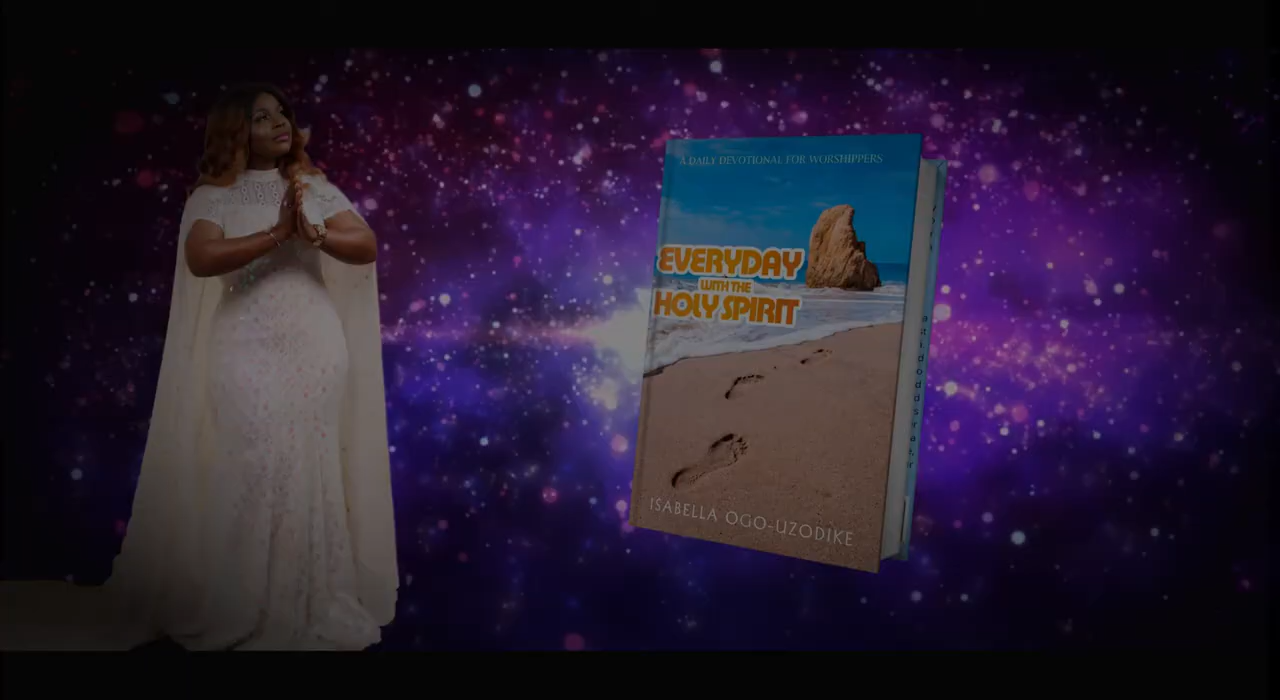 A DAILY DEVOTIONAL FOR WORSHIPPERS
EVERYDAY
WITH THE
HOLY SPIRIT
ISABELLA OGO-UZODIKE